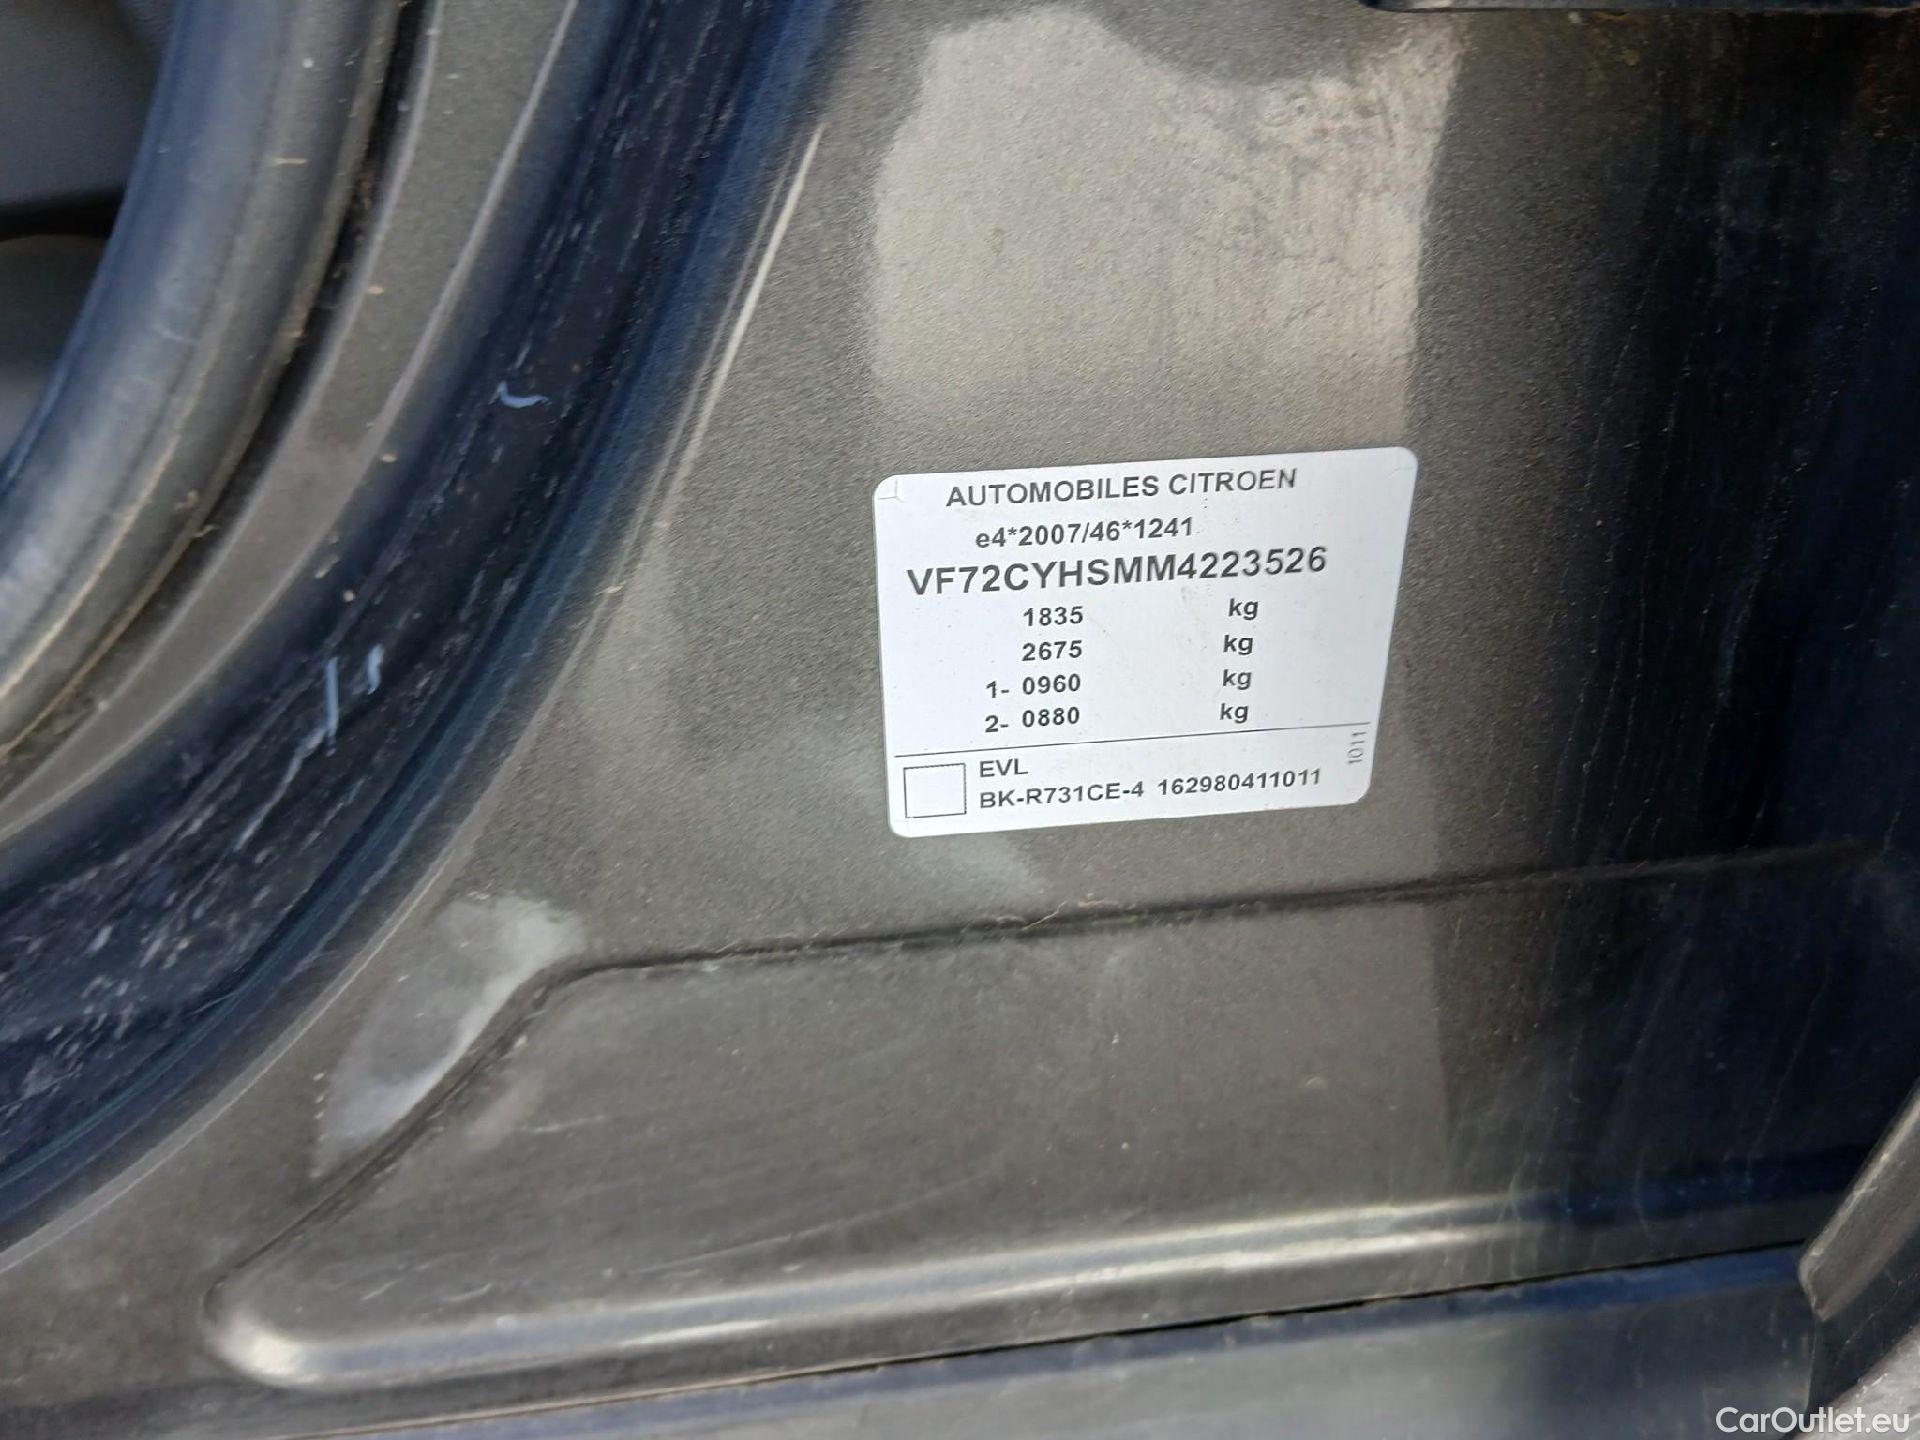 AUTOMOBILES CITROEN
e4*2007/46*1241
VF72CYHSMM4223526
1835 kg
2675 kg
1- 0960 kg
2- 0880 kg
1011
EVL
BK-R731CE-4 162980411011
CarOutlet.eu